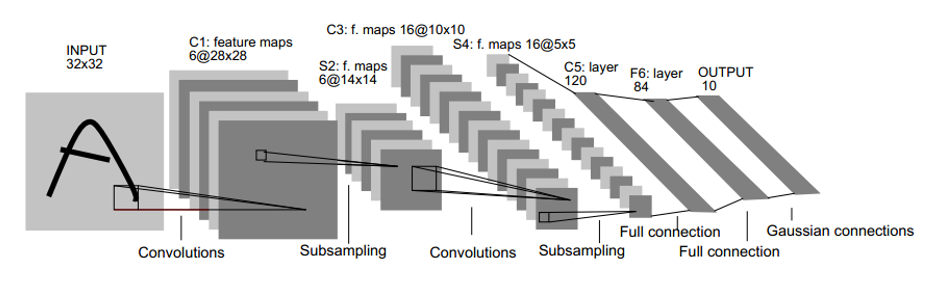 INPUT
32x32
C1: feature maps
6@28x28
C3: f. maps 16@10x10
S2: f. maps
6@14x14
S4: f. maps 16@5x5
C5: layer
120
F6: layer
84
OUTPUT
10
A
Convolutions
Subsampling
Convolutions
Subsampling
Full connection
Full connection
Gaussian connections